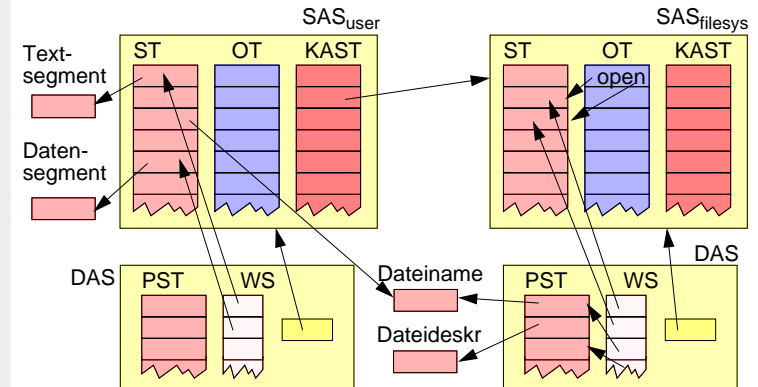 SASuser
SASfilesys
ST OT KAST
ST OT KAST
Text-
segment
open
Daten-
segment
DAS
PST WS
Dateiname
DAS
PST WS
Dateideskr